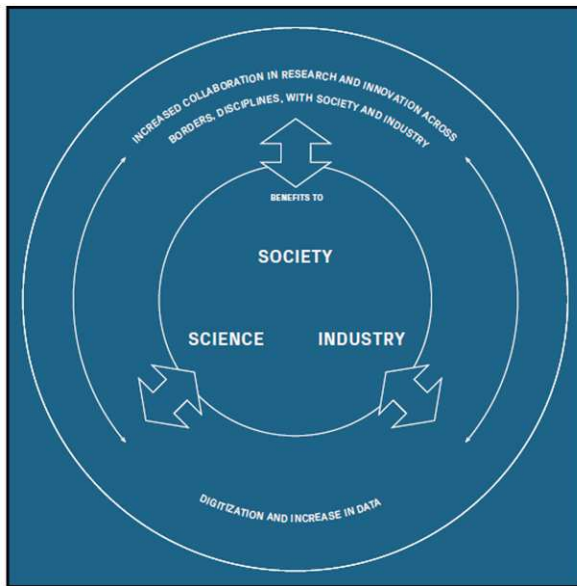 INCREASED COLLABORATION IN RESEARCH AND INNOVATION ACROSS
BORDERS, DISCIPLINES, WITH SOCIETY AND INDUSTRY
BENEFITS TO
SOCIETY
SCIENCE
INDUSTRY
DIGITIZATION AND INCREASE IN DATA